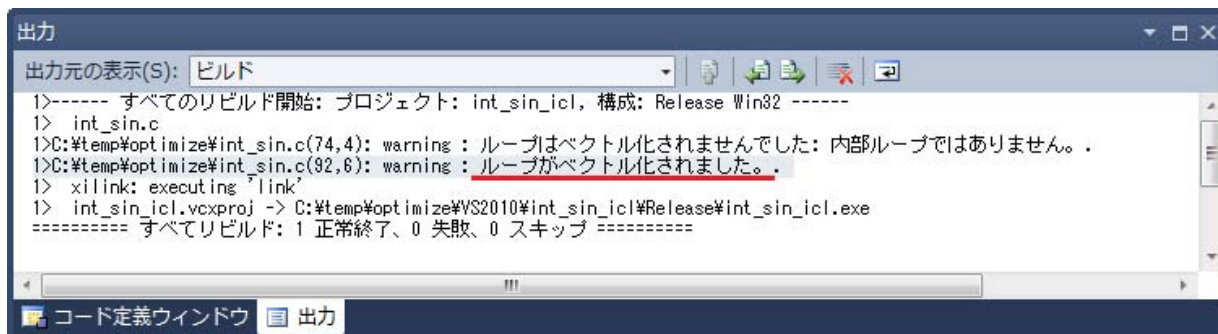 出力
出力元の表示(S): ビルド
1>------ すべてのリビルド開始: プロジェクト: int_sin_icl, 構成: Release Win32 ------
1>  int_sin.c
1>C:¥temp¥optimize¥int_sin.c(74,4): warning : ループはベクトル化されませんでした: 内部ループではありません。.
1>C:¥temp¥optimize¥int_sin.c(92,6): warning : ループがベクトル化されました。.
1>  xilink: executing 'link'
1>  int_sin_icl.vcxproj -> C:¥temp¥optimize¥VS2010¥int_sin_icl¥Release¥int_sin_icl.exe
========== すべてリビルド: 1 正常終了、0 失敗、0 スキップ ==========
コード定義ウィンドウ 出力